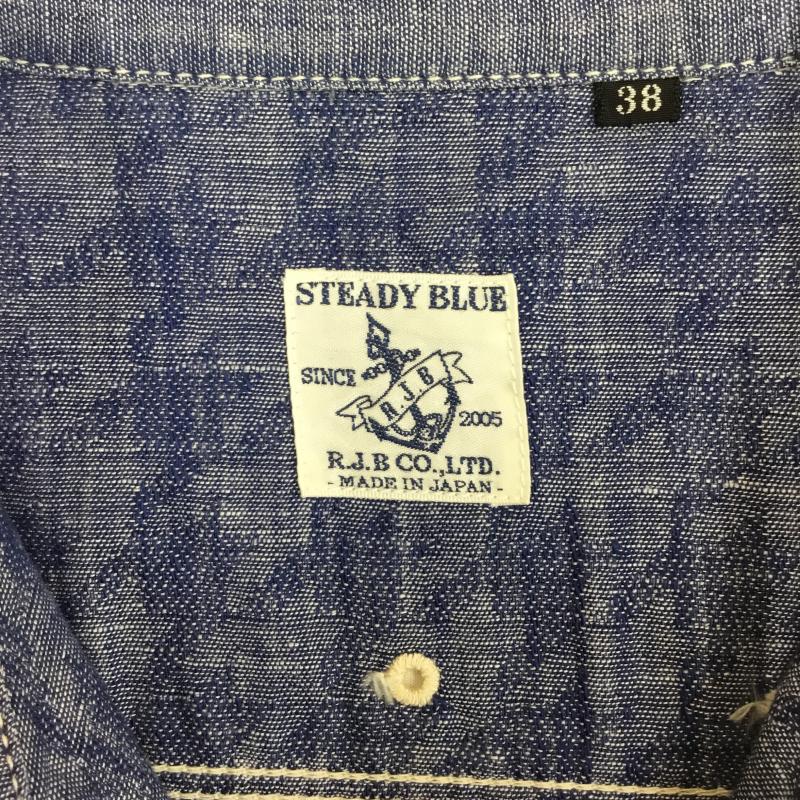 38
STEADY BLUE
SINCE
R.J.B
2005
R.J.B CO.,LTD.
- MADE IN JAPAN -